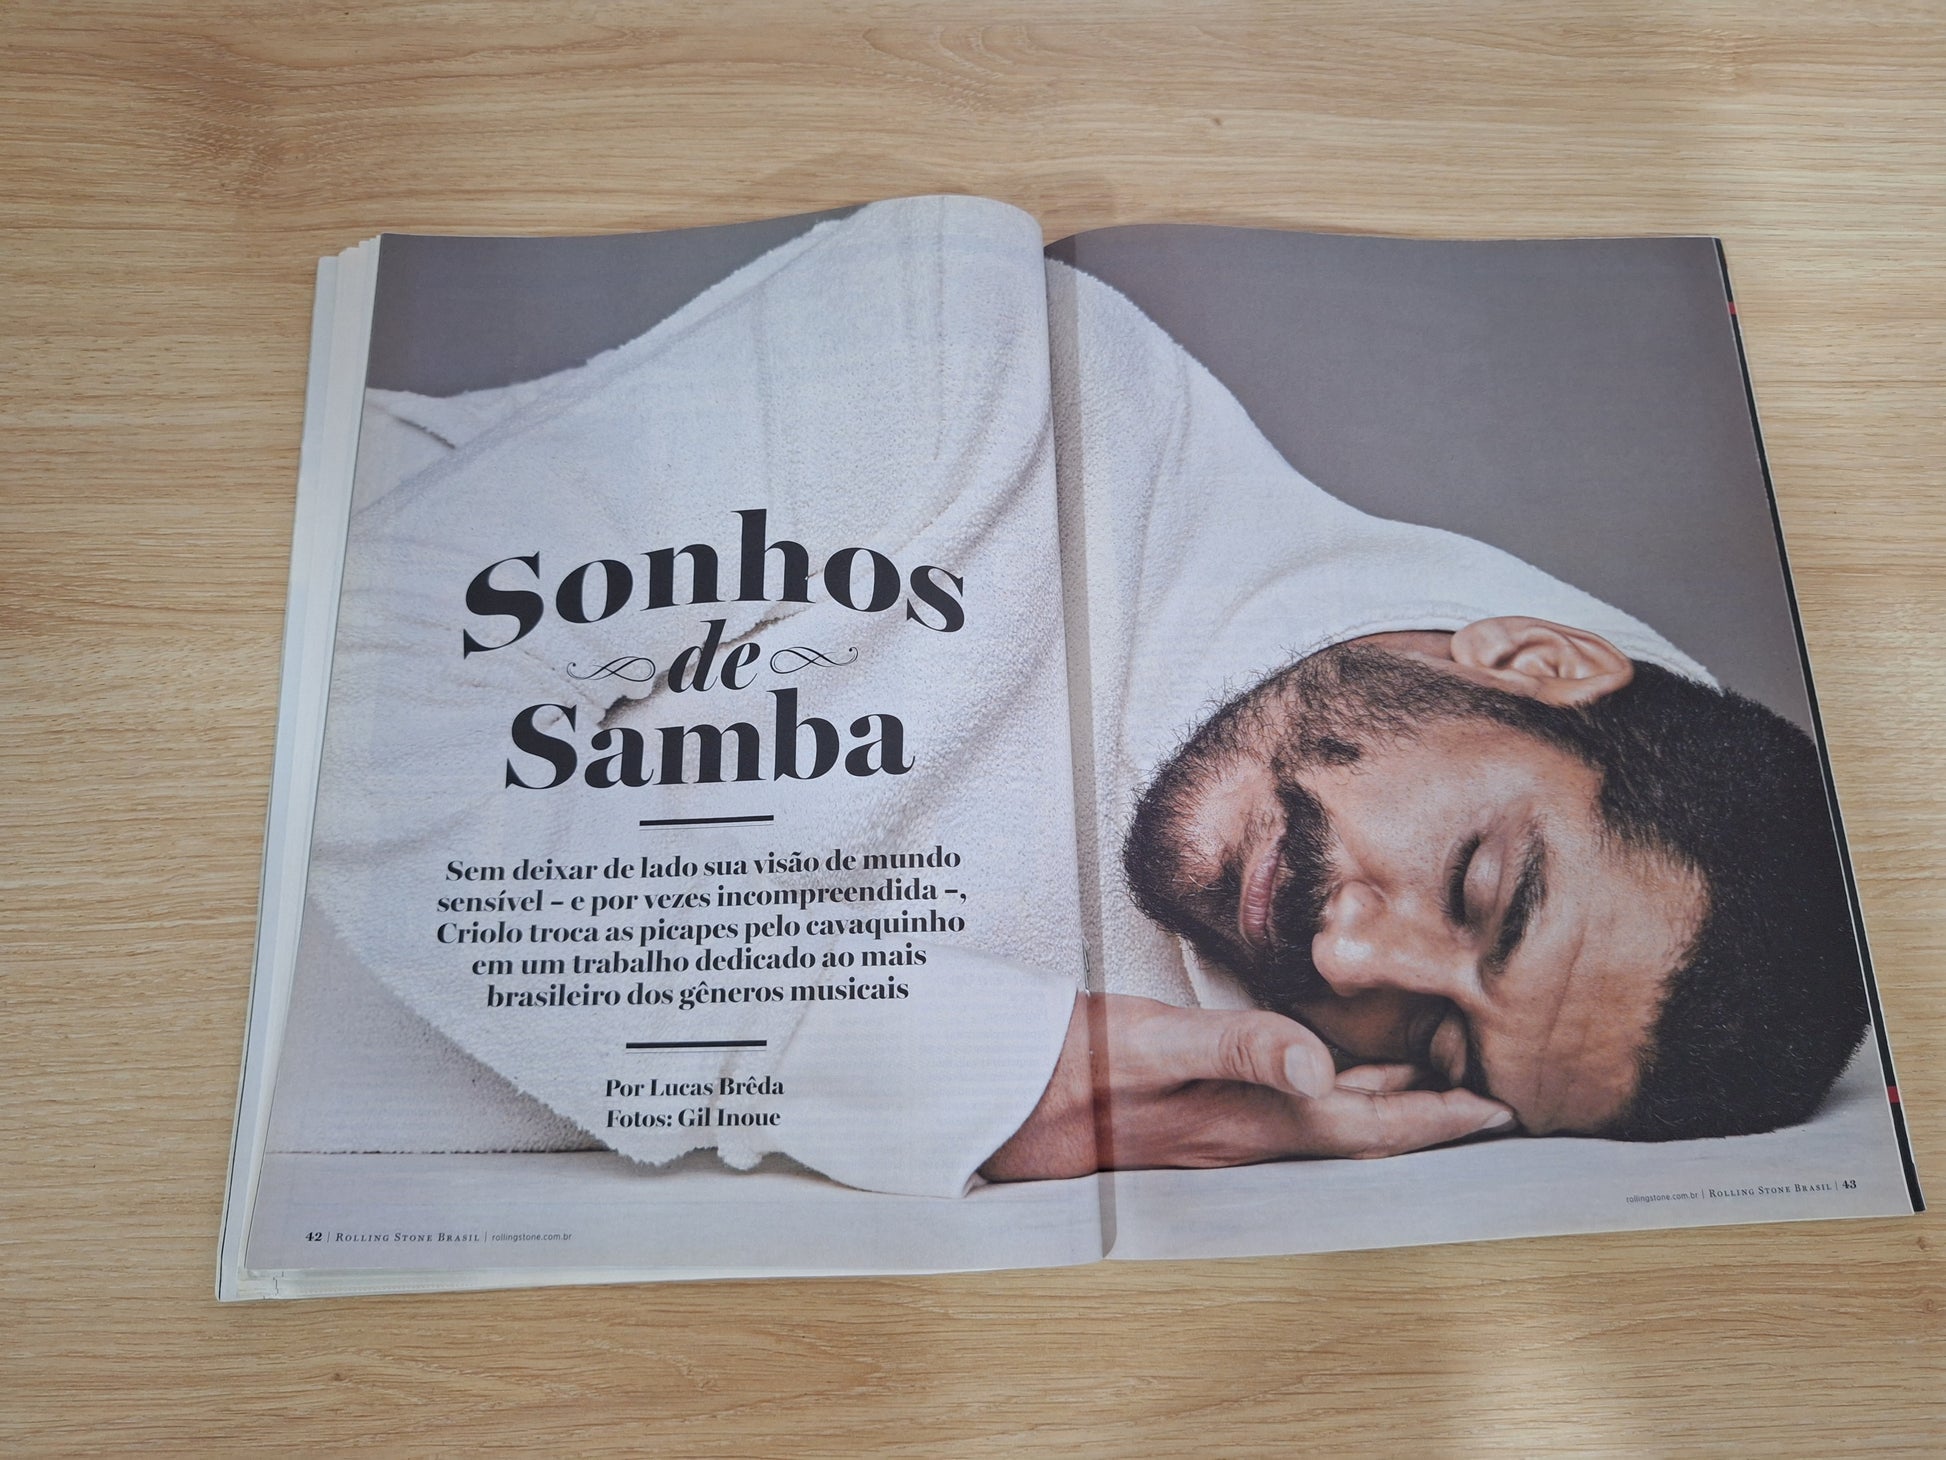 Sonhos
de
Samba
Sem deixar de lado sua visão de mundo
sensível – e por vezes incompreendida –,
Criolo troca as picapes pelo cavaquinho
em um trabalho dedicado ao mais
brasileiro dos gêneros musicais
Por Lucas Brêda
Fotos: Gil Inoue
42 | Rolling Stone Brasil | rollingstone.com.br
rollingstone.com.br | Rolling Stone Brasil | 43